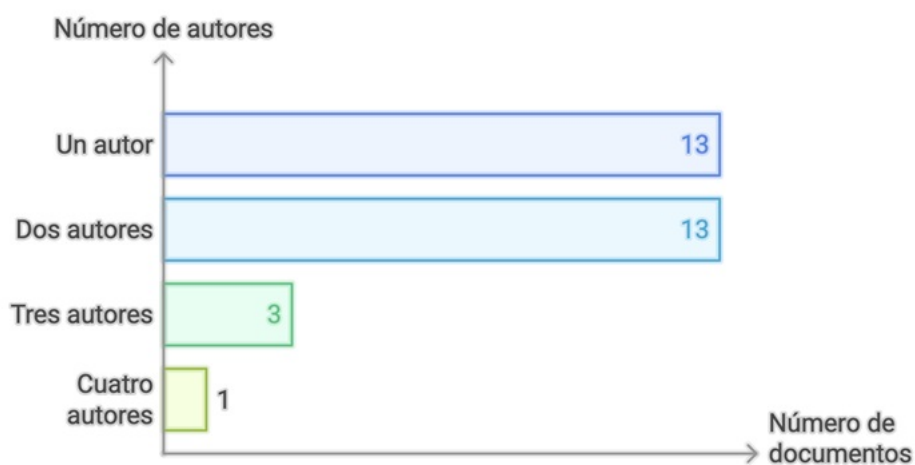 Número de autores
Un autor
13
Dos autores
13
Tres autores
3
Cuatro
autores
1
Número de
documentos